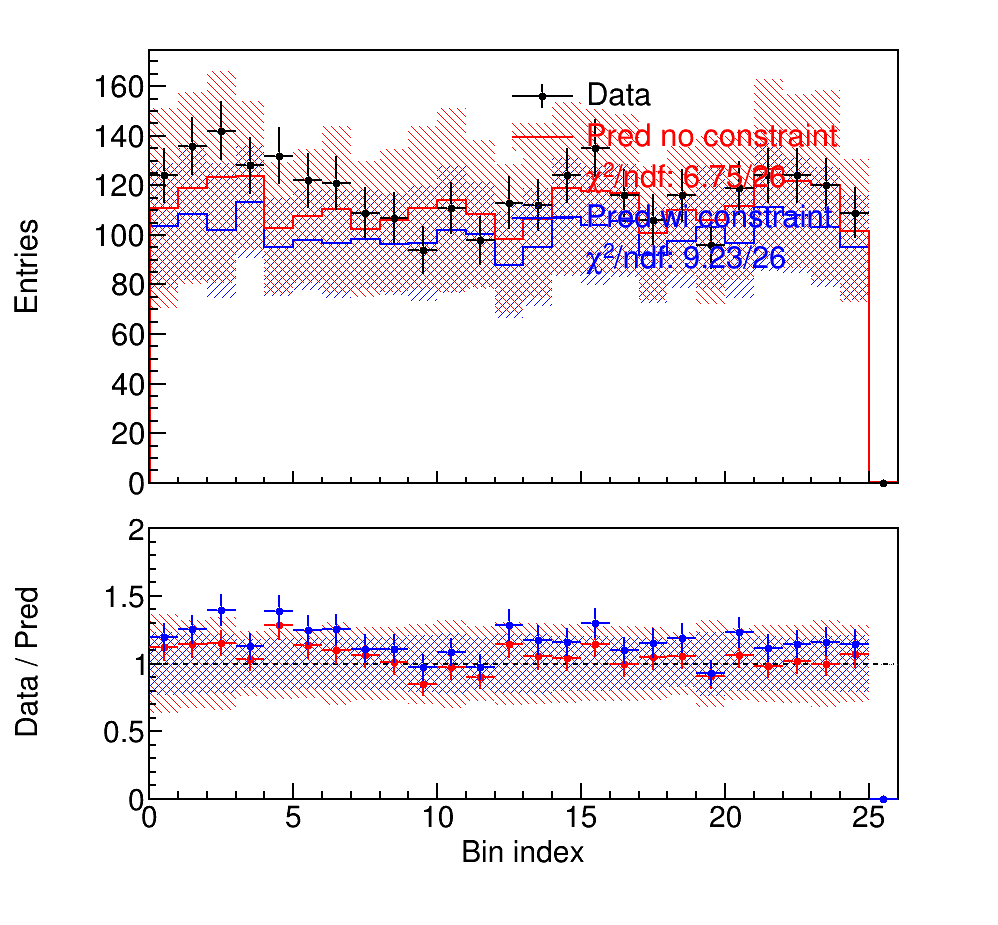 160
140
120
100
80
60
40
20
0
Entries
Data
Pred no constraint
χ²/ndf: 6.75/26
Pred wi constraint
χ²/ndf: 9.23/26
2
1.5
1
0.5
0
Data / Pred
0 5 10 15 20 25
Bin index